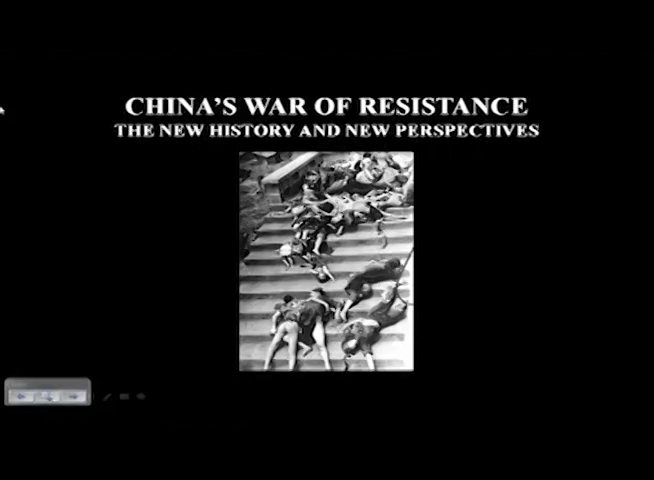 CHINA'S WAR OF RESISTANCE
THE NEW HISTORY AND NEW PERSPECTIVES